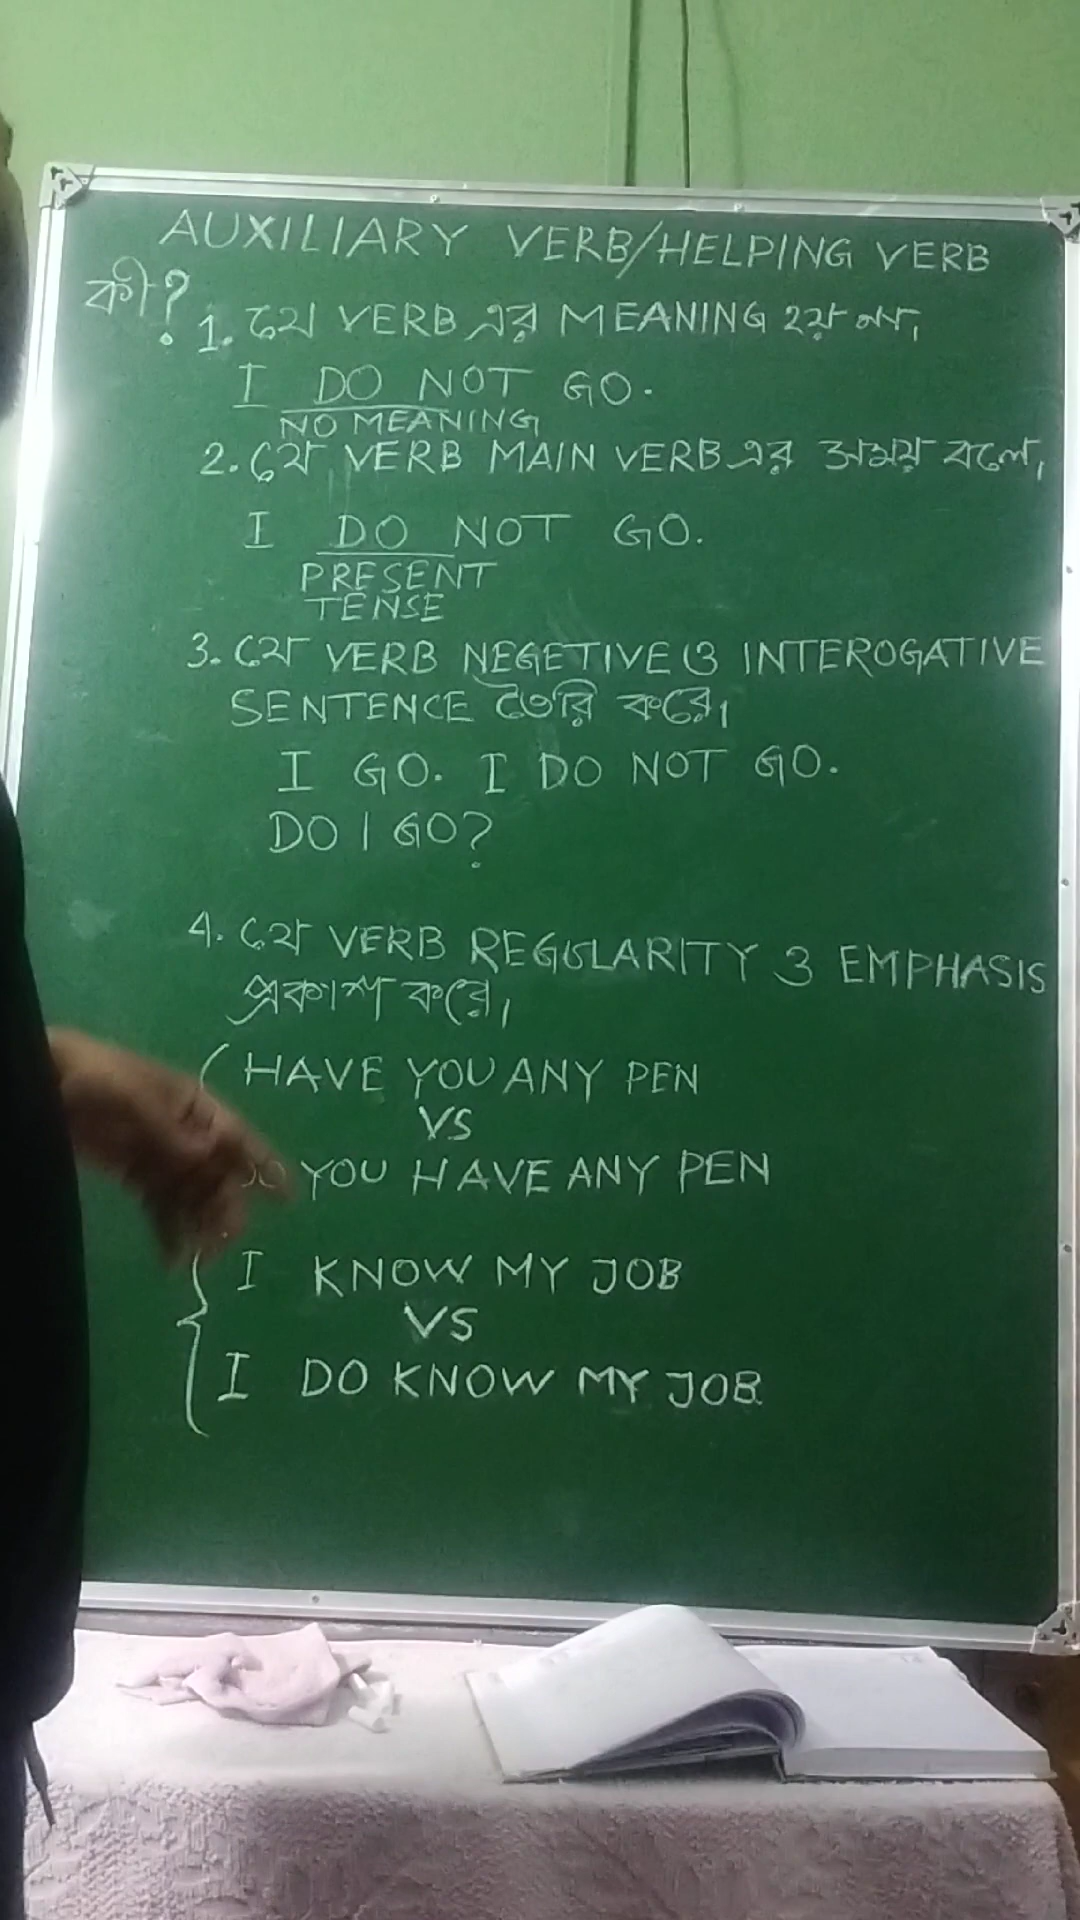 AUXILIARY VERB/HELPING VERB
কী?
1. যে VERB এর MEANING হয় না,
I DO NOT GO.
NO MEANING
2. যে VERB MAIN VERB এর সময় বলে,
I DO NOT GO.
PRESENT
TENSE
3. যে VERB NEGETIVE ও INTEROGATIVE
SENTENCE তৈরি করে,
I GO. I DO NOT GO.
DO I GO?
4. যে VERB REGULARITY ও EMPHASIS
প্রকাশ করে,
HAVE YOU ANY PEN
VS
YOU HAVE ANY PEN
I KNOW MY JOB
VS
I DO KNOW MY JOB